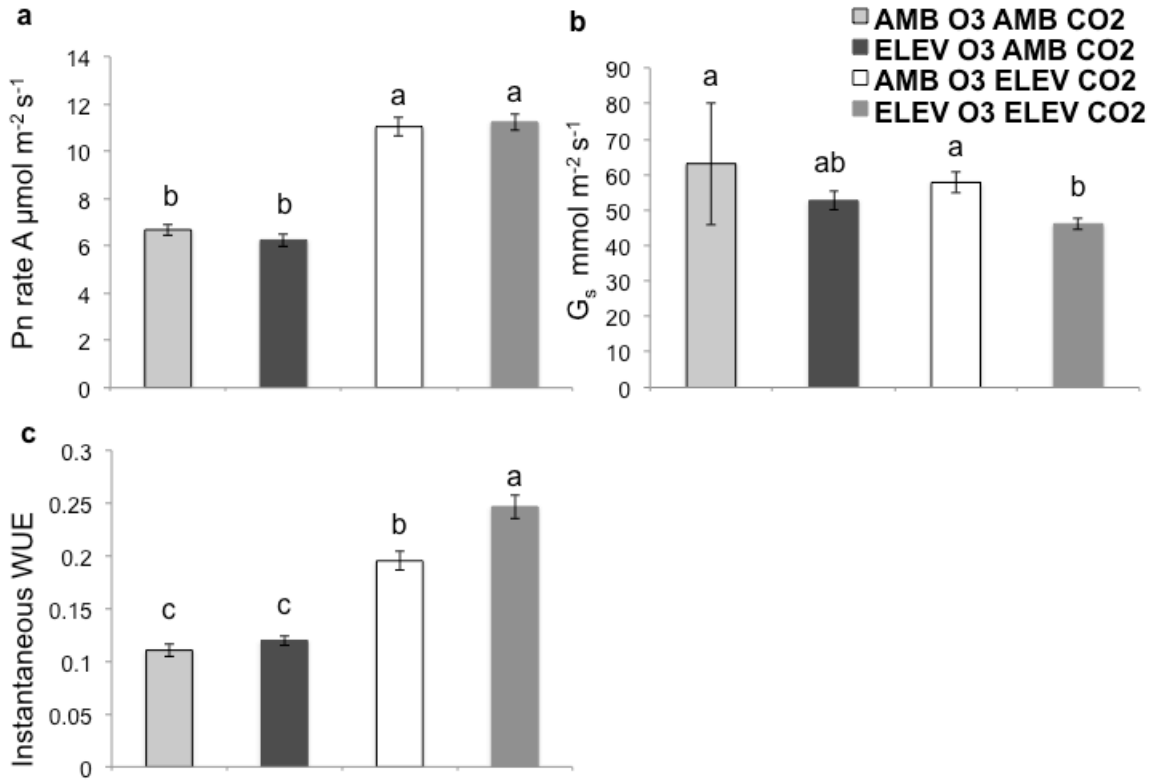 a
Pn rate A µmol m-2 s-1
14
12
10
8
6
4
2
0
b
b
a
a
b
AMB O3 AMB CO2
ELEV O3 AMB CO2
AMB O3 ELEV CO2
ELEV O3 ELEV CO2
Gs mmol m-2 s-1
90
80
70
60
50
40
30
20
10
0
a
ab
a
b
c
Instantaneous WUE
0.3
0.25
0.2
0.15
0.1
0.05
0
c
c
b
a